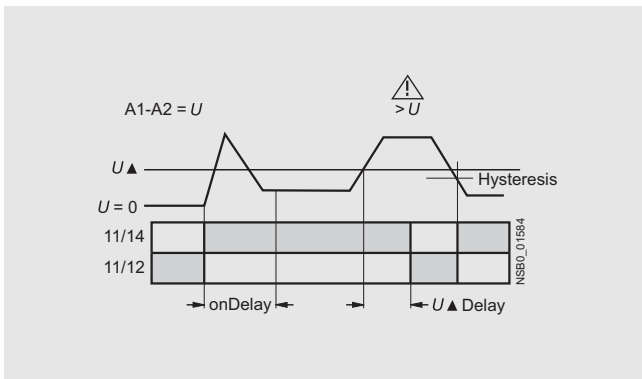 A1-A2 = U
> U
U▲
Hysteresis
U = 0
11/14
11/12
onDelay
U▲ Delay
NSB0_01584